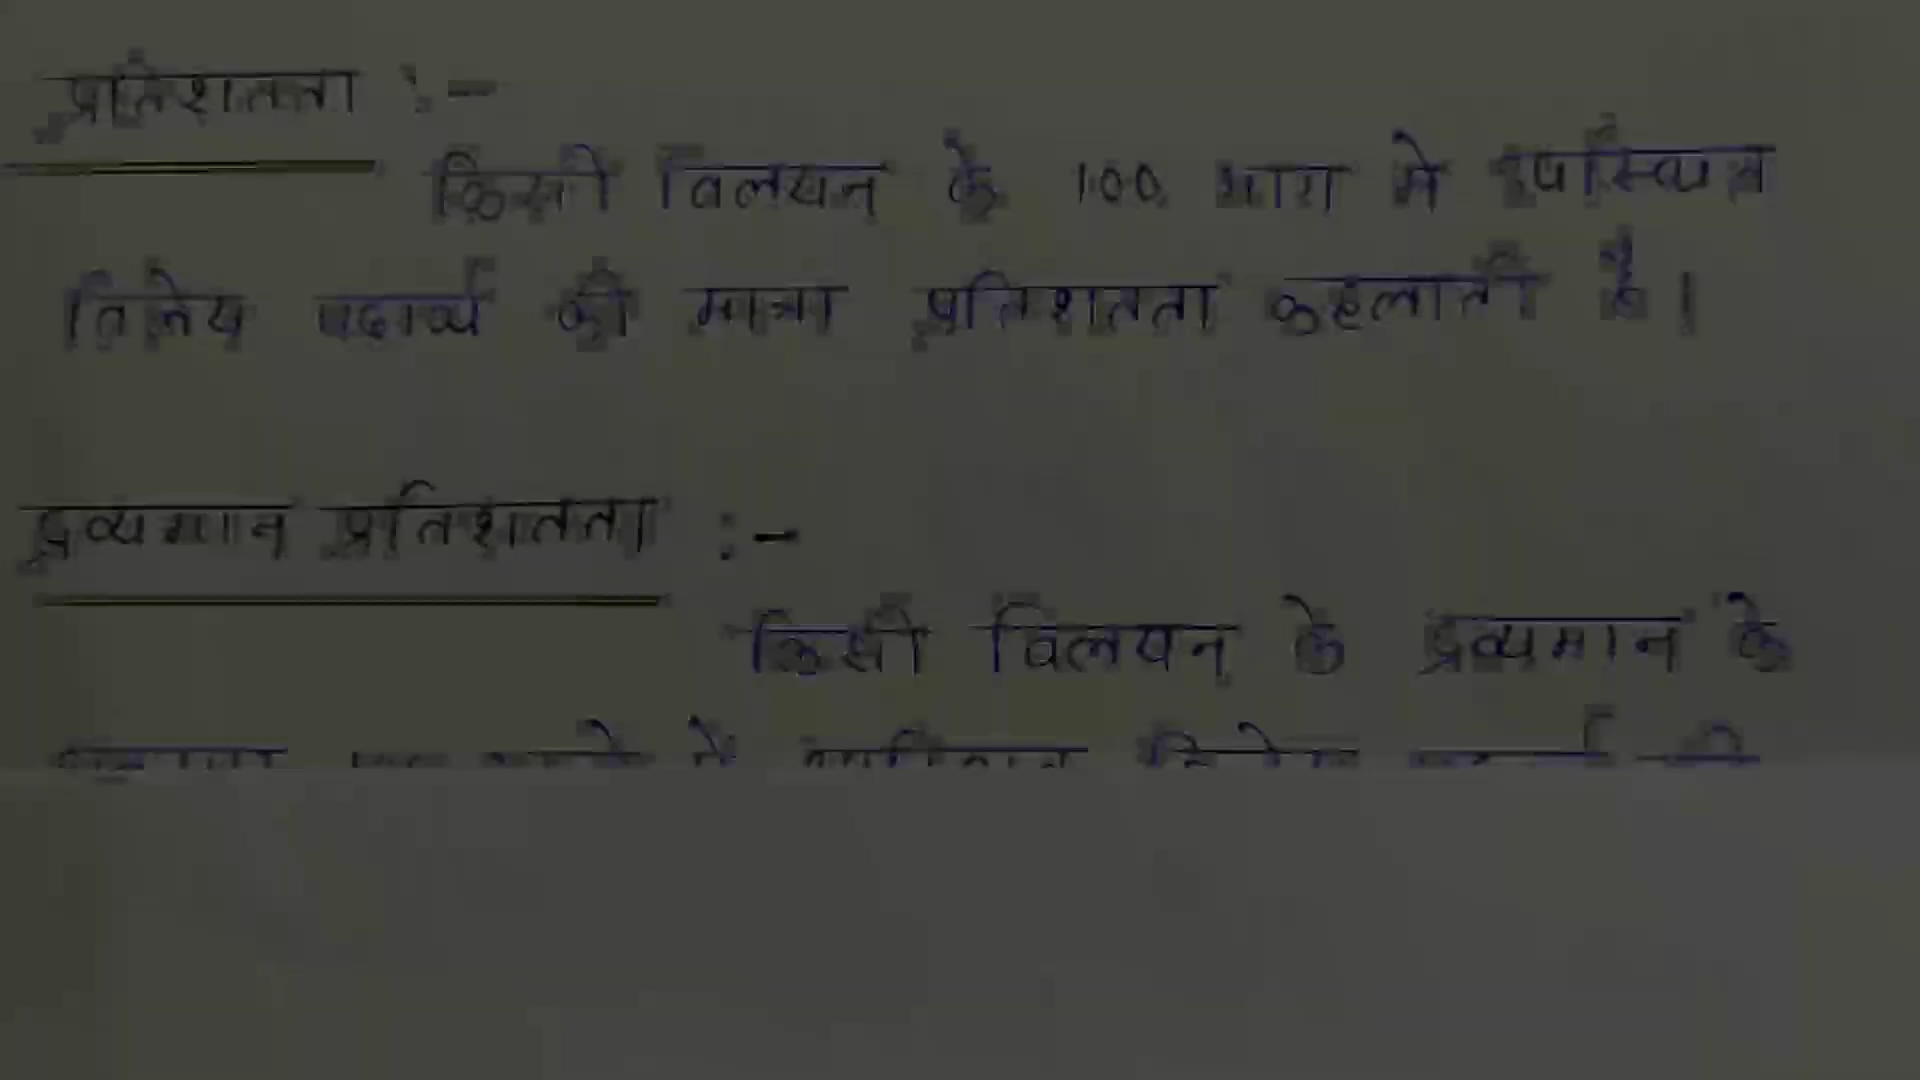 प्रतिशतता :-
किसी विलयन के 100 भाग मे उपस्थित
विलेय पदार्थ की मात्रा प्रतिशतता कहलाती है।
द्रव्यमान प्रतिशतता :-
किसी विलयन के द्रव्यमान के